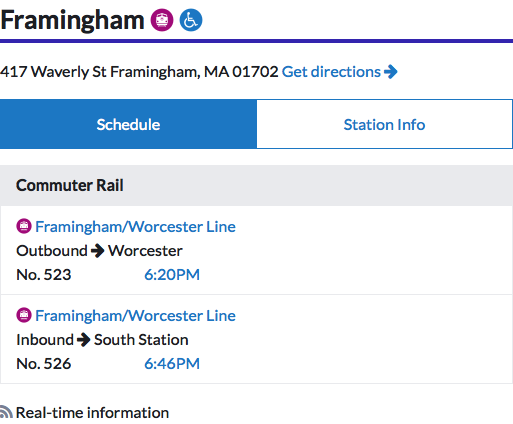 Framingham
417 Waverly St Framingham, MA 01702 Get directions
Schedule
Station Info
Commuter Rail
Framingham/Worcester Line
Outbound Worcester
No. 523 6:20PM
Framingham/Worcester Line
Inbound South Station
No. 526 6:46PM
Real-time information